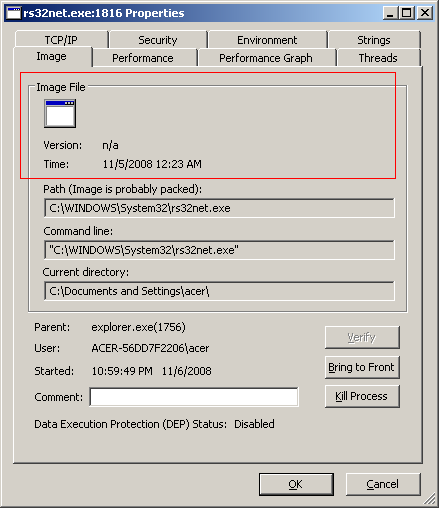 rs32net.exe:1816 Properties
TCP/IP Security Environment Strings
Image Performance Performance Graph Threads
Image File
Version: n/a
Time: 11/5/2008 12:23 AM
Path (Image is probably packed):
C:\WINDOWS\System32\rs32net.exe
Command line:
"C:\WINDOWS\System32\rs32net.exe"
Current directory:
C:\Documents and Settings\acer\
Parent: explorer.exe(1756)
Verify
User: ACER-56DD7F2206\acer
Started: 10:59:49 PM 11/6/2008
Bring to Front
Comment:
Kill Process
Data Execution Protection (DEP) Status: Disabled
OK Cancel